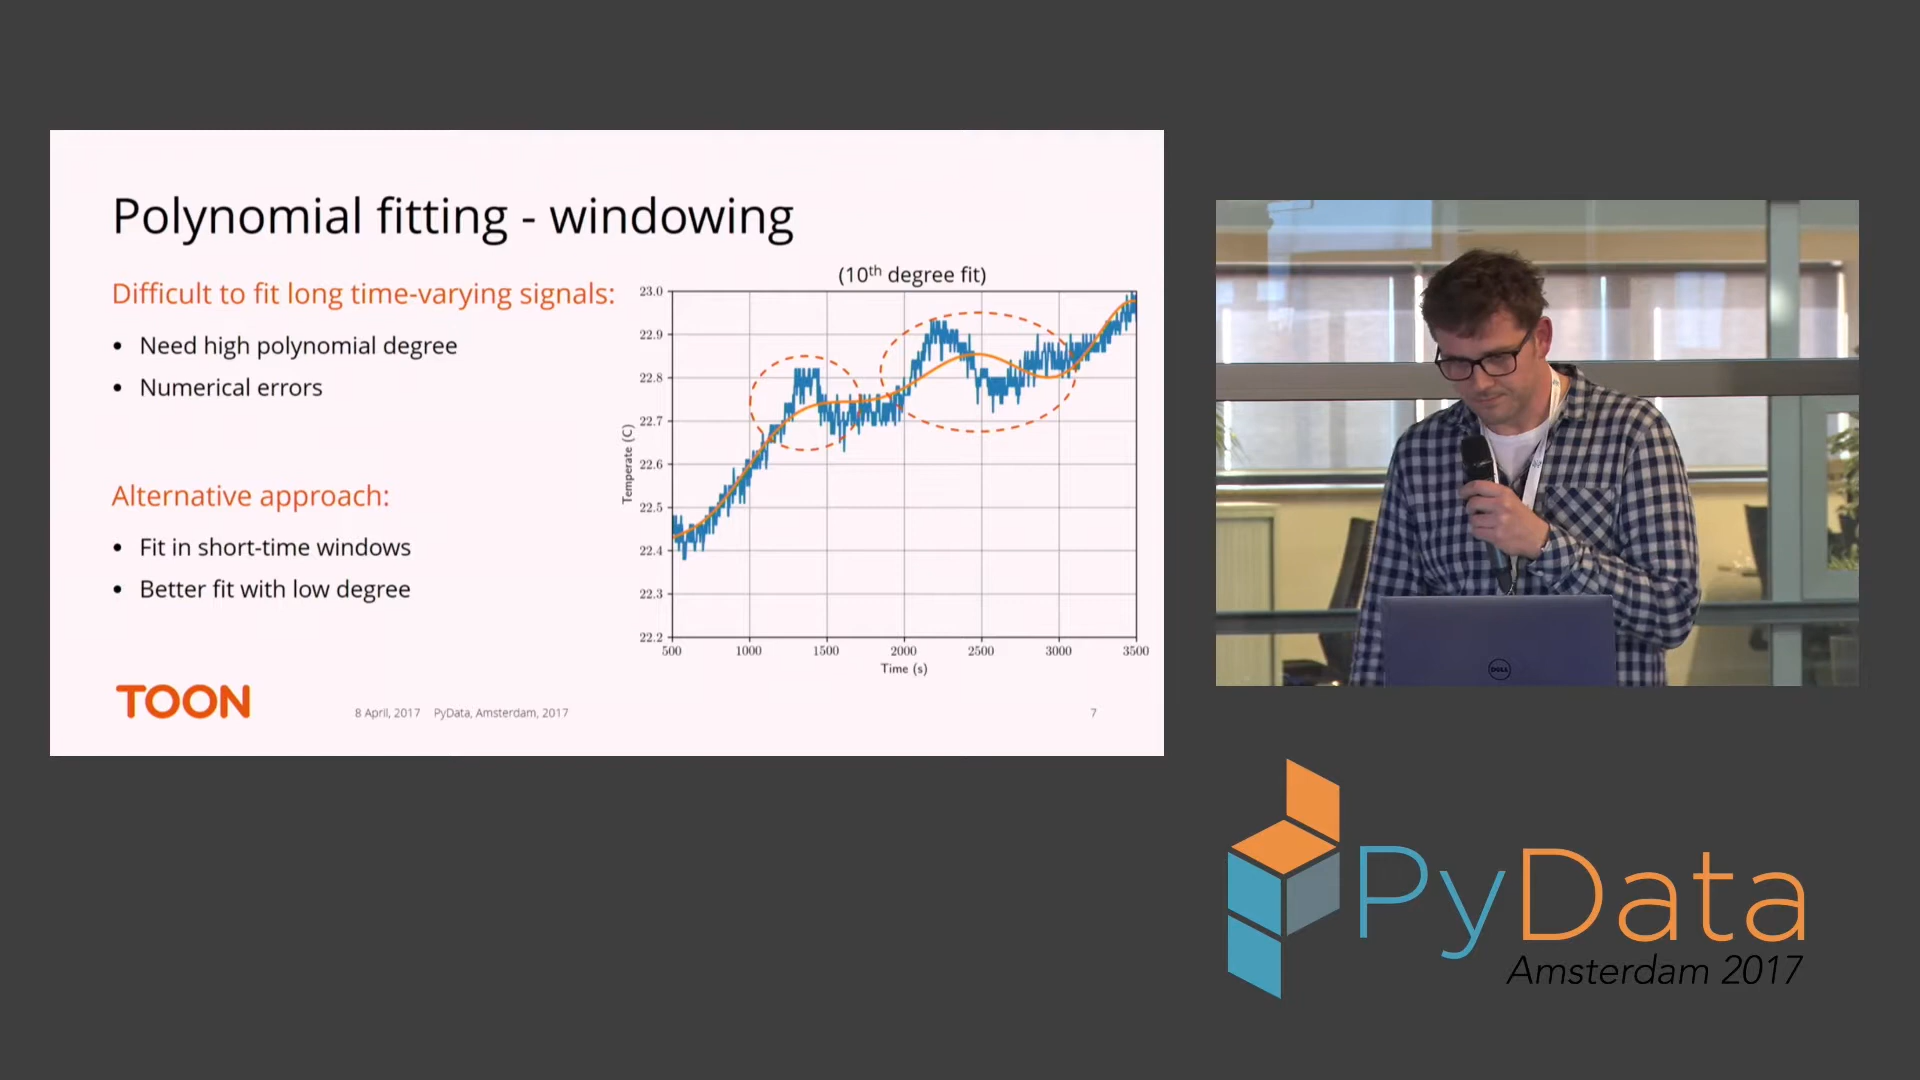 Polynomial fitting - windowing
Difficult to fit long time-varying signals:
• Need high polynomial degree
• Numerical errors
Alternative approach:
• Fit in short-time windows
• Better fit with low degree
(10th degree fit)
23.0
22.9
22.8
22.7
22.6
22.5
22.4
22.3
22.2
Temperate (C)
500 1000 1500 2000 2500 3000 3500
Time (s)
TOON
8 April, 2017 PyData, Amsterdam, 2017
7
DELL
PyData
Amsterdam 2017